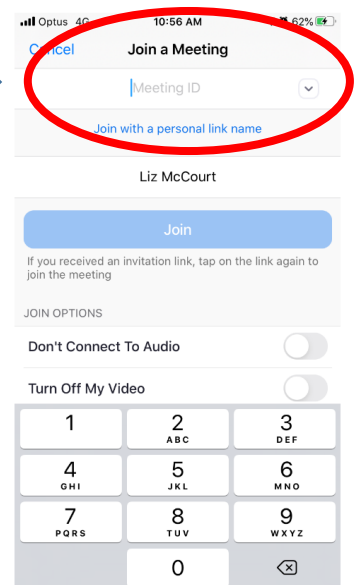 Optus 4G 10:56 AM 62%
Cancel Join a Meeting
Meeting ID
Join with a personal link name
Liz McCourt
Join
If you received an invitation link, tap on the link again to
join the meeting
JOIN OPTIONS
Don't Connect To Audio
Turn Off My Video
1 2 3
ABC DEF
4 5 6
GHI JKL MNO
7 8 9
PQRS TUV WXYZ
0